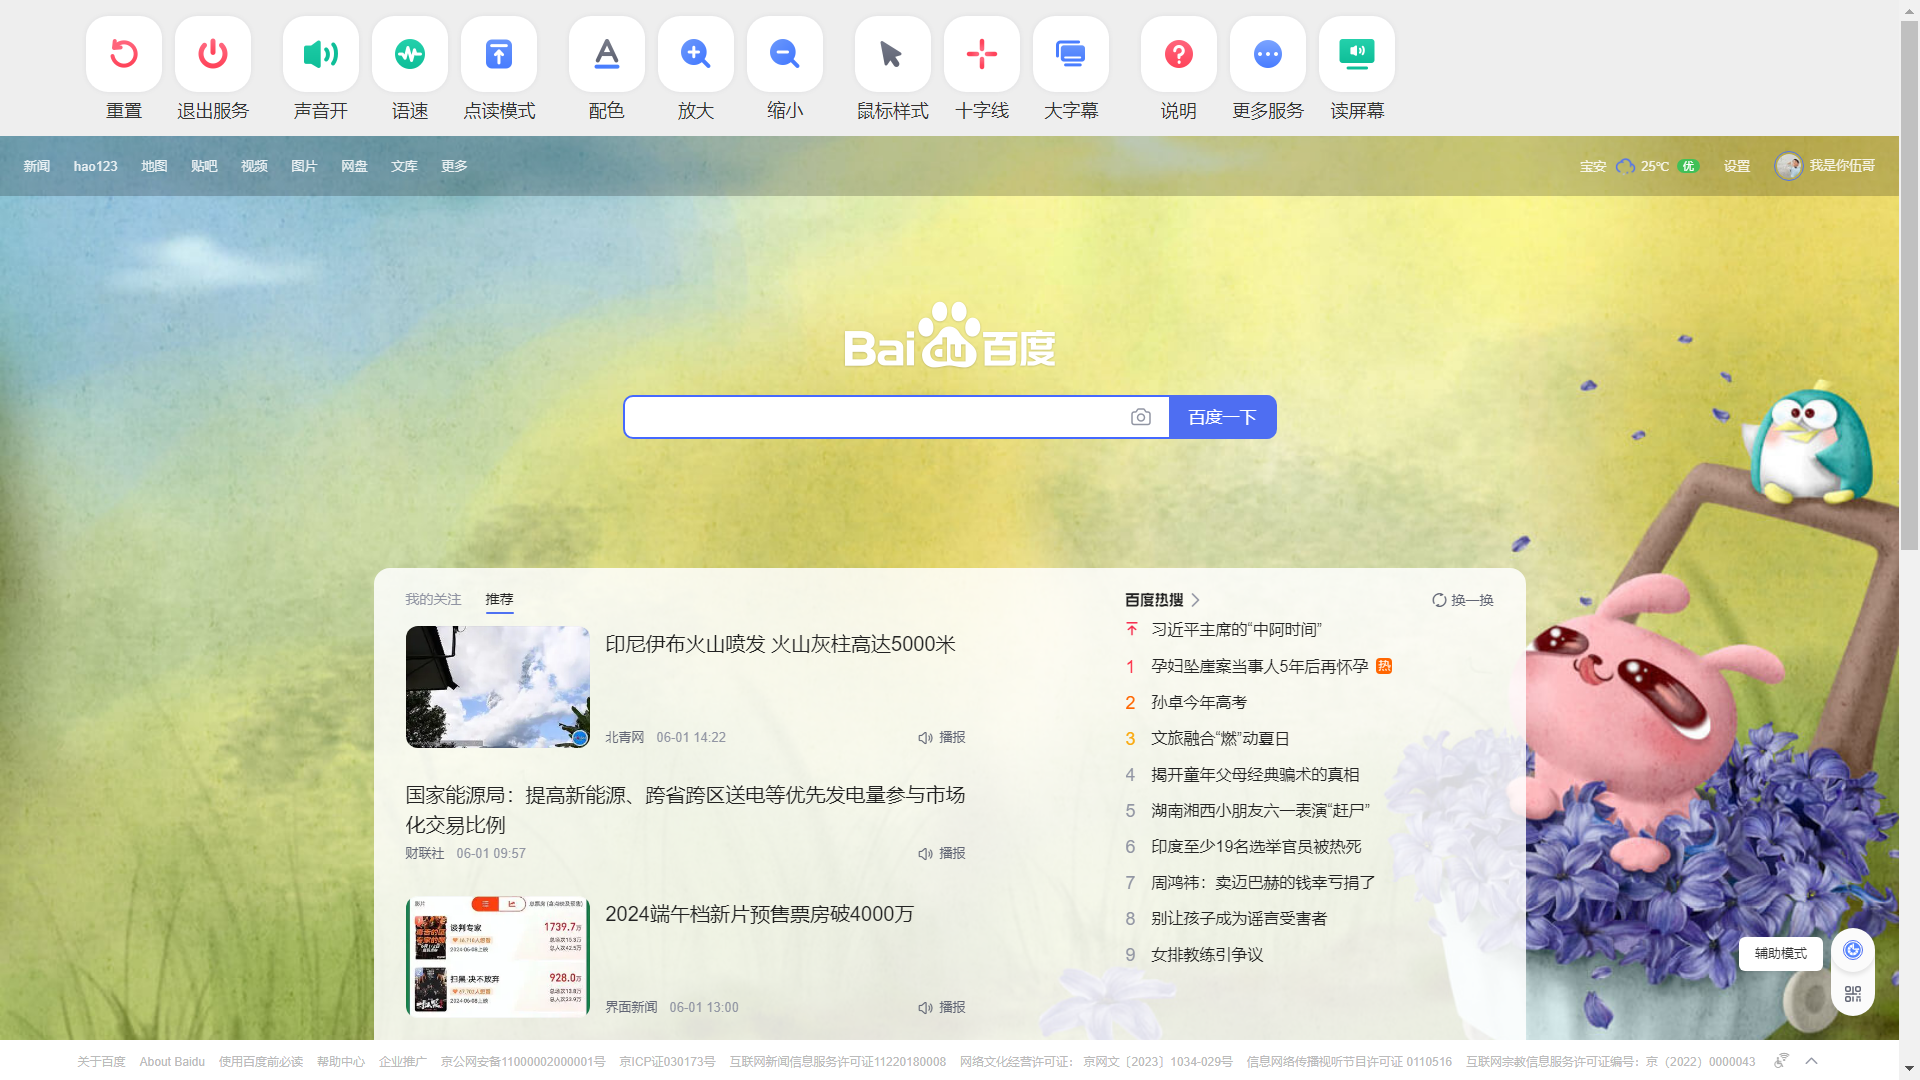 重置 退出服务 声音开 语速 点读模式 配色 放大 缩小 鼠标样式 十字线 大字幕 说明 更多服务 读屏幕
新闻 hao123 地图 贴吧 视频 图片 网盘 文库 更多 宝安 25℃ 优 设置 我是你伍哥
Bai du 百度
百度一下
我的关注 推荐
印尼伊布火山喷发 火山灰柱高达5000米
北青网 06-01 14:22 播报
国家能源局：提高新能源、跨省跨区送电等优先发电量参与市场
化交易比例
财联社 06-01 09:57 播报
谈判专家 1739.7万
扫黑·决不放弃 928.0万
2024端午档新片预售票房破4000万
界面新闻 06-01 13:00 播报
百度热搜 换一换
习近平主席的“中阿时间”
1 孕妇坠崖案当事人5年后再怀孕 热
2 孙卓今年高考
3 文旅融合“燃”动夏日
4 揭开童年父母经典骗术的真相
5 湖南湘西小朋友六一表演“赶尸”
6 印度至少19名选举官员被热死
7 周鸿祎：卖迈巴赫的钱幸亏捐了
8 别让孩子成为谣言受害者
9 女排教练引争议
辅助模式
关于百度 About Baidu 使用百度前必读 帮助中心 企业推广 京公网安备11000002000001号 京ICP证030173号 互联网新闻信息服务许可证11220180008 网络文化经营许可证： 京网文〔2023〕1034-029号 信息网络传播视听节目许可证 0110516 互联网宗教信息服务许可证编号：京（2022）0000043